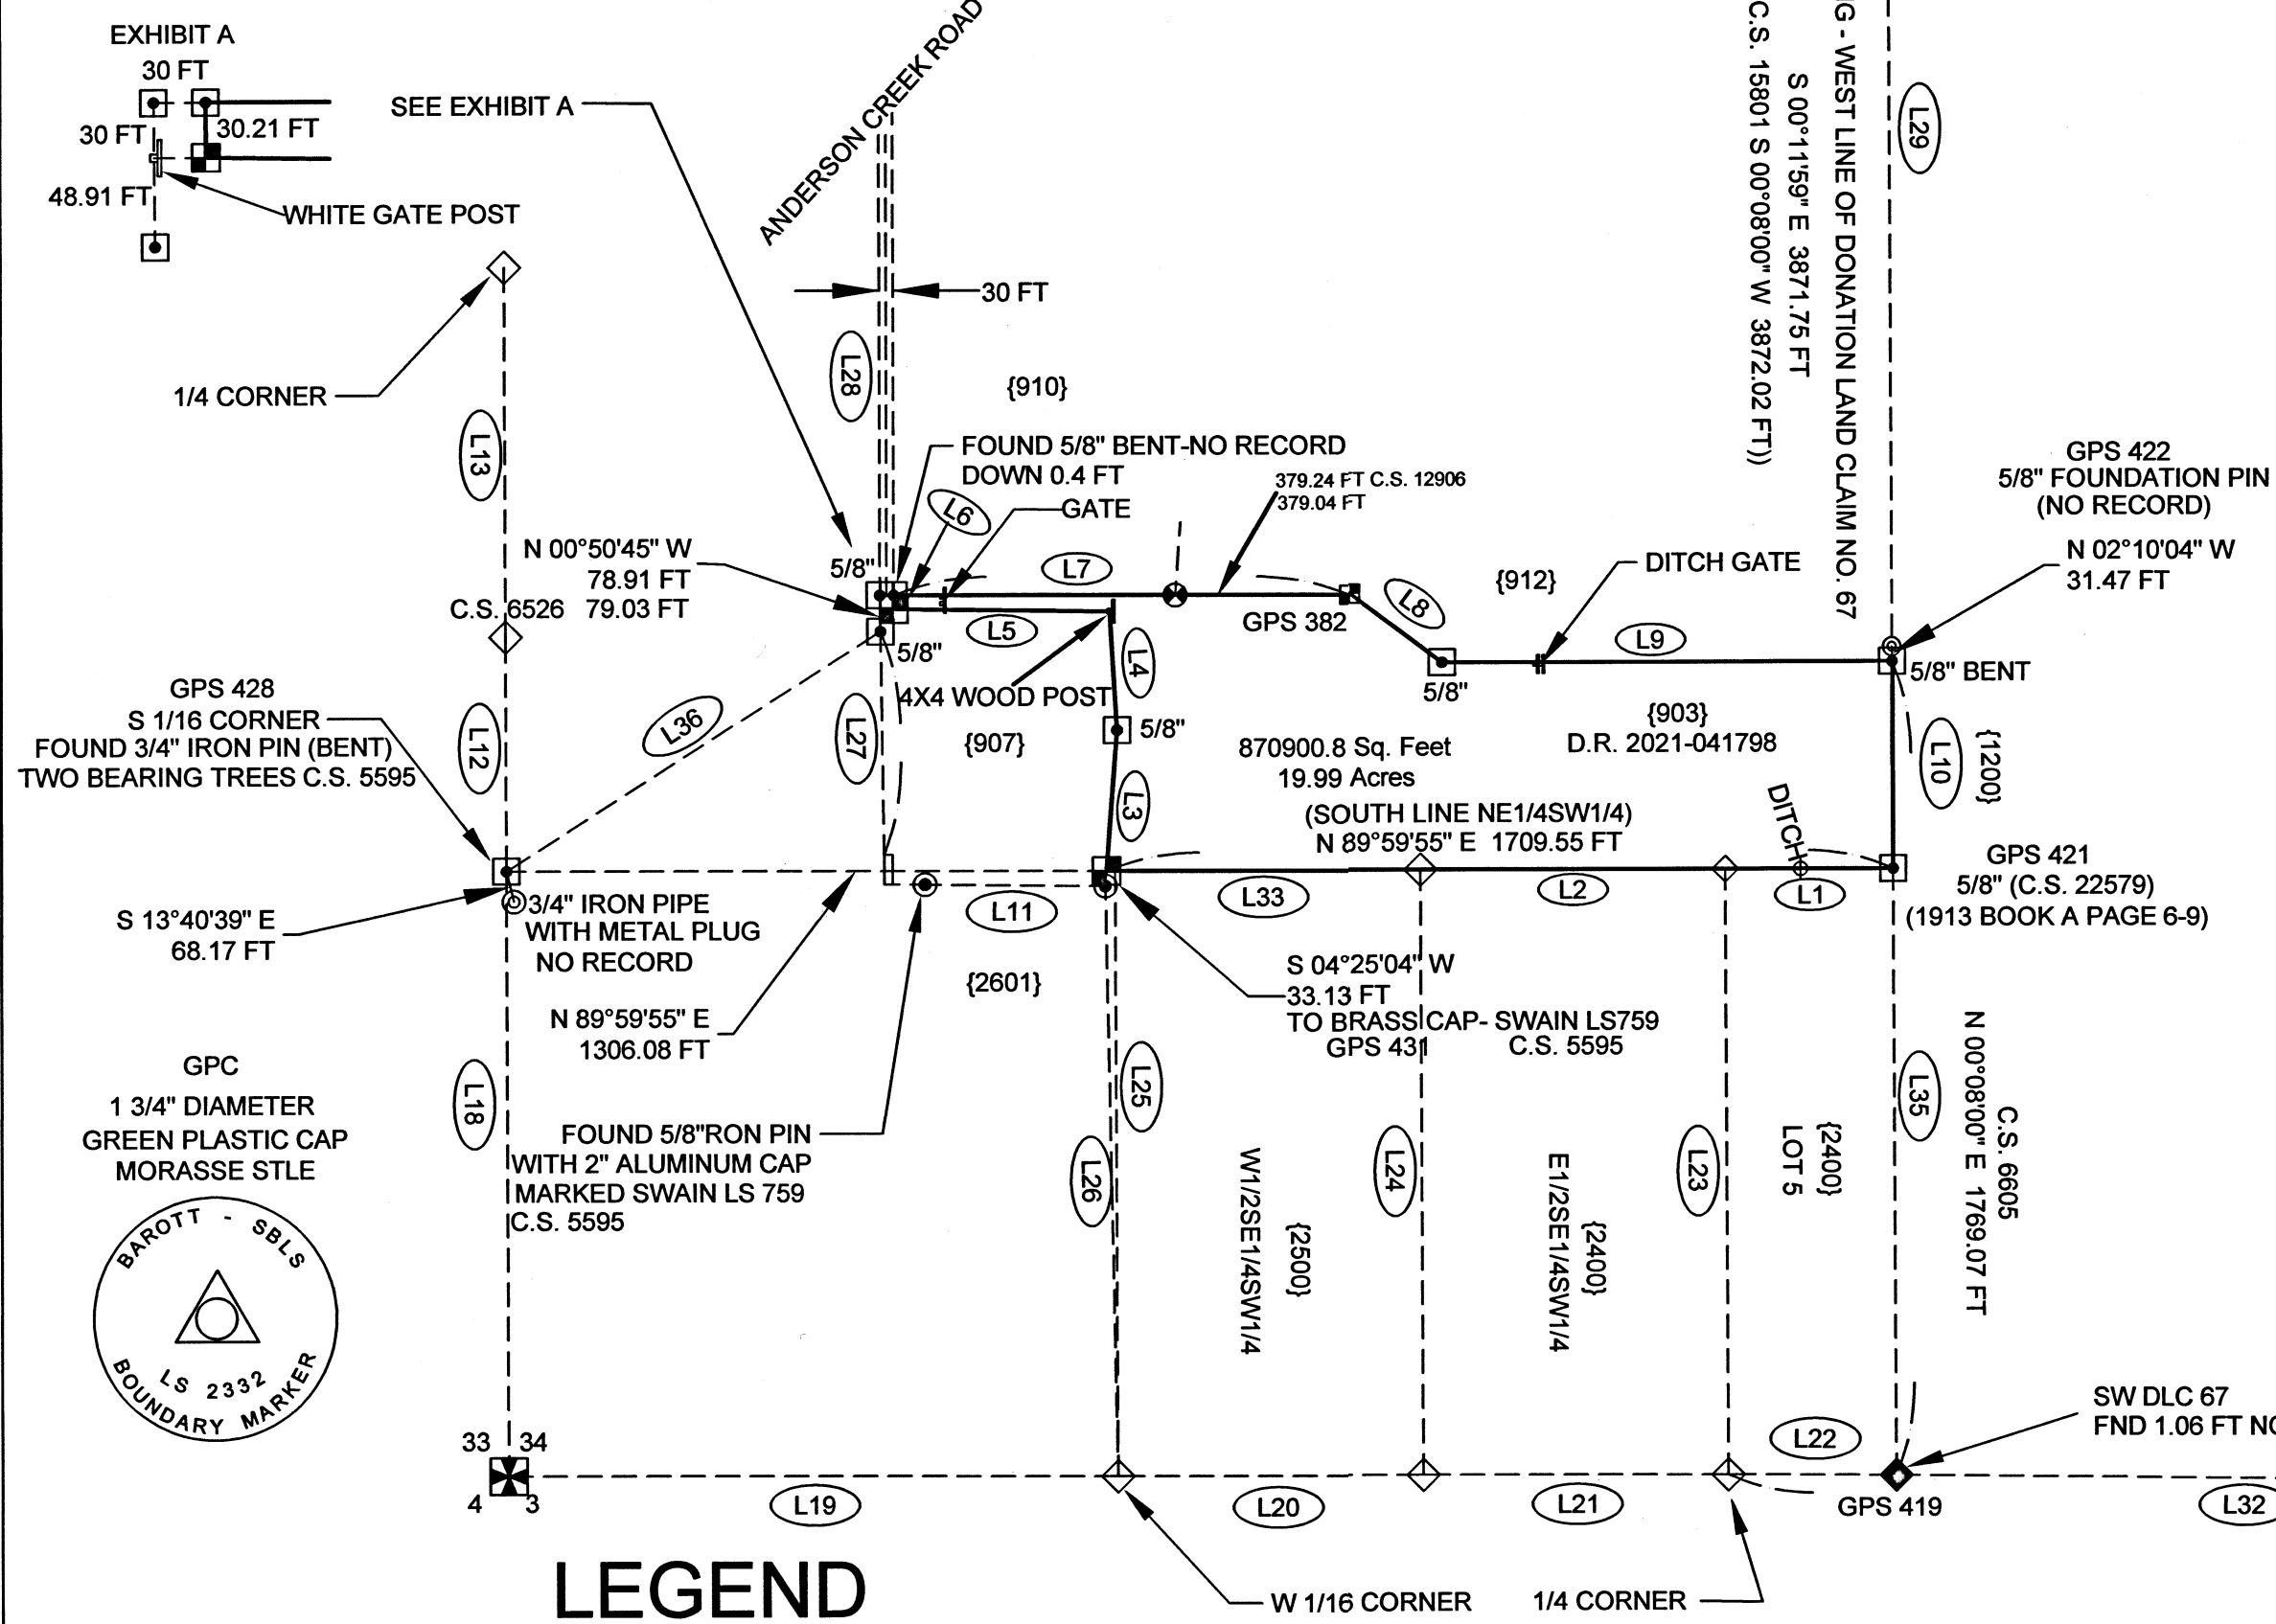 EXHIBIT A
30 FT
30 FT
30.21 FT
48.91 FT
WHITE GATE POST
SEE EXHIBIT A
ANDERSON CREEK ROAD
30 FT
1/4 CORNER
L13
L28
{910}
FOUND 5/8" BENT-NO RECORD
DOWN 0.4 FT
L6
GATE
379.24 FT C.S. 12906
379.04 FT
N 00°50'45" W
78.91 FT
C.S. 6526 79.03 FT
5/8"
5/8"
L7
L5
GPS 382
L8
{912}
DITCH GATE
L9
5/8"
G - WEST LINE OF DONATION LAND CLAIM NO. 67
S 00°11'59" E 3871.75 FT
C.S. 15801 S 00°08'00" W 3872.02 FT))
L29
GPS 422
5/8" FOUNDATION PIN
(NO RECORD)
N 02°10'04" W
31.47 FT
5/8" BENT
GPS 428
S 1/16 CORNER
FOUND 3/4" IRON PIN (BENT)
TWO BEARING TREES C.S. 5595
L12
L36
L27
4X4 WOOD POST
L4
5/8"
{907}
L3
870900.8 Sq. Feet
19.99 Acres
{903}
D.R. 2021-041798
(SOUTH LINE NE1/4SW1/4)
N 89°59'55" E 1709.55 FT
DITCH
L10
{1200}
GPS 421
5/8" (C.S. 22579)
(1913 BOOK A PAGE 6-9)
S 13°40'39" E
68.17 FT
3/4" IRON PIPE
WITH METAL PLUG
NO RECORD
L11
L33
L2
L1
{2601}
S 04°25'04" W
33.13 FT
TO BRASS CAP- SWAIN LS759
GPS 431 C.S. 5595
N 89°59'55" E
1306.08 FT
GPC
1 3/4" DIAMETER
GREEN PLASTIC CAP
MORASSE STLE
BAROTT - SBLS
LS 2332
BOUNDARY MARKER
L18
FOUND 5/8"RON PIN
WITH 2" ALUMINUM CAP
MARKED SWAIN LS 759
C.S. 5595
L25
L26
W1/2SE1/4SW1/4
{2500}
L24
E1/2SE1/4SW1/4
{2400}
L23
LOT 5
{2400}
L35
N 00°08'00" E 1769.07 FT
C.S. 6605
SW DLC 67
FND 1.06 FT NO
33 34
4 3
L19
L20
L21
L22
GPS 419
L32
W 1/16 CORNER
1/4 CORNER
LEGEND